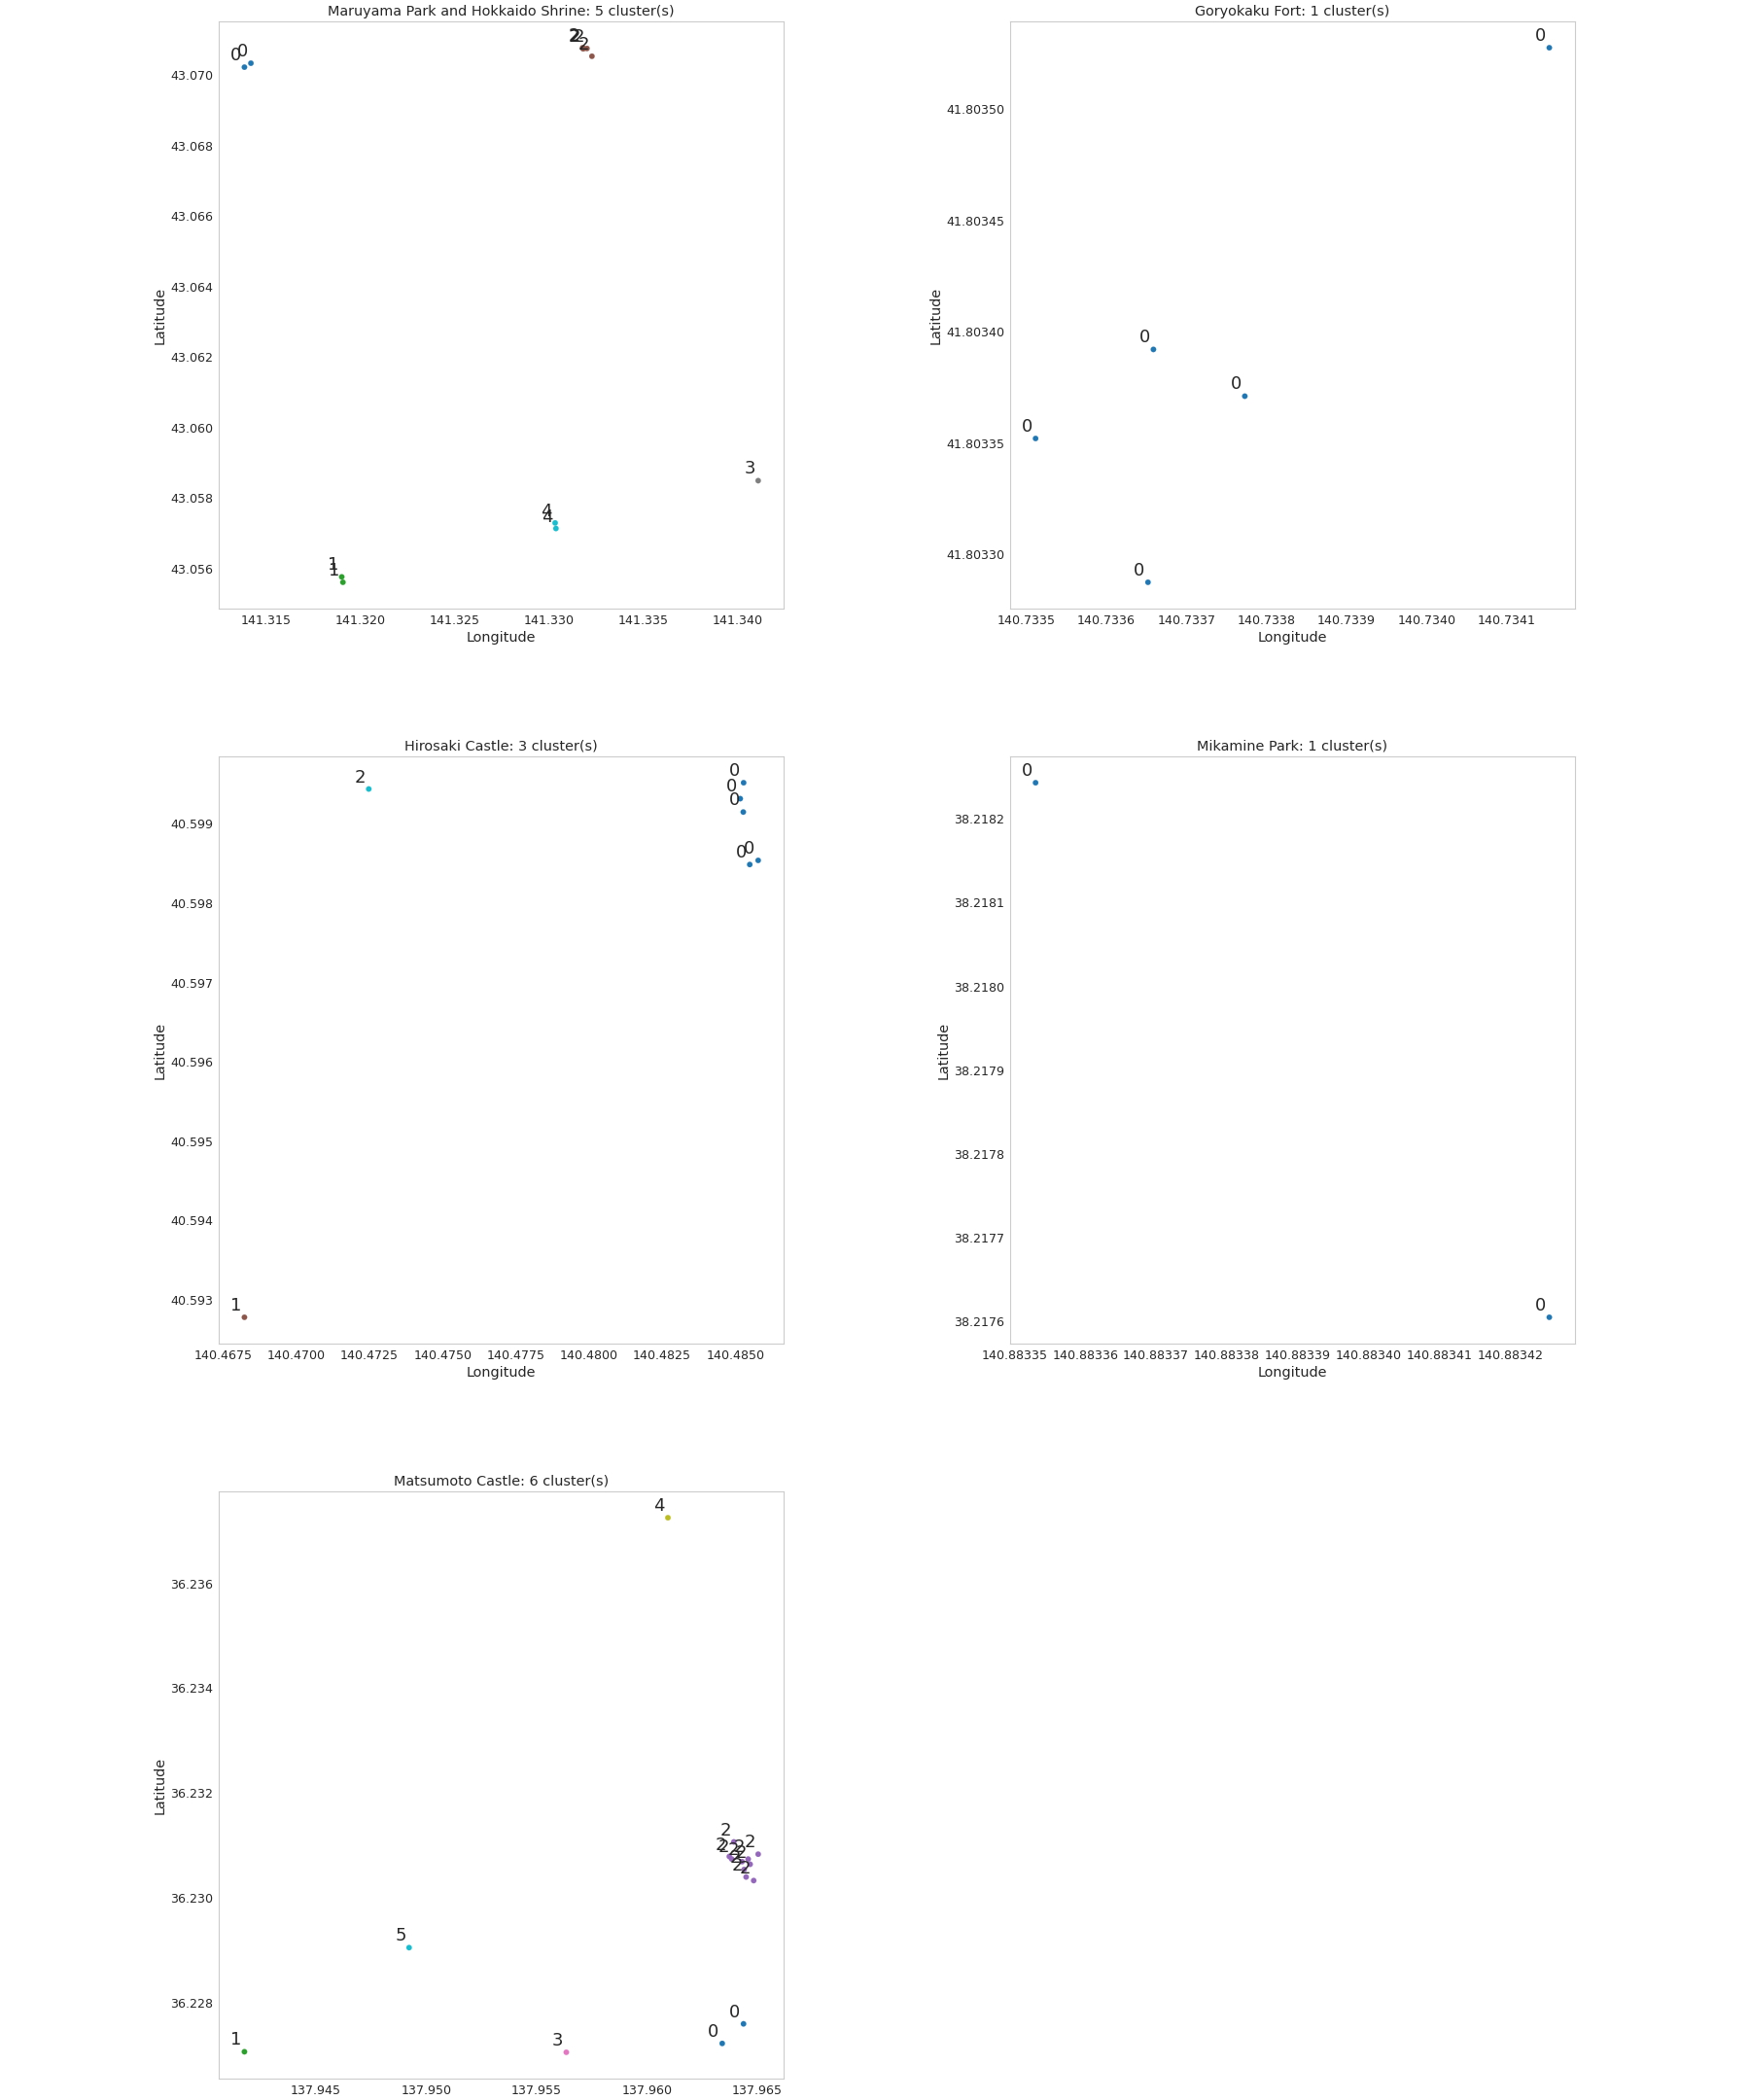 Maruyama Park and Hokkaido Shrine: 5 cluster(s)
0 0
2 2 2
2
43.070
43.068
43.066
43.064
43.062
43.060
43.058
43.056
3
4
4
1
1
Latitude
141.315 141.320 141.325 141.330 141.335 141.340
Longitude
Goryokaku Fort: 1 cluster(s)
0
41.80350
41.80345
41.80340
41.80335
41.80330
0
0
0
0
Latitude
140.7335 140.7336 140.7337 140.7338 140.7339 140.7340 140.7341
Longitude
Hirosaki Castle: 3 cluster(s)
2
0
0
0
0 0
40.599
40.598
40.597
40.596
40.595
40.594
40.593
1
Latitude
140.4675 140.4700 140.4725 140.4750 140.4775 140.4800 140.4825 140.4850
Longitude
Mikamine Park: 1 cluster(s)
0
38.2182
38.2181
38.2180
38.2179
38.2178
38.2177
38.2176
0
Latitude
140.88335 140.88336 140.88337 140.88338 140.88339 140.88340 140.88341 140.88342
Longitude
Matsumoto Castle: 6 cluster(s)
4
36.236
36.234
36.232
36.230
36.228
2
2 2 2 2 2
2 2
2 2
5
0
0
1
3
Latitude
137.945 137.950 137.955 137.960 137.965